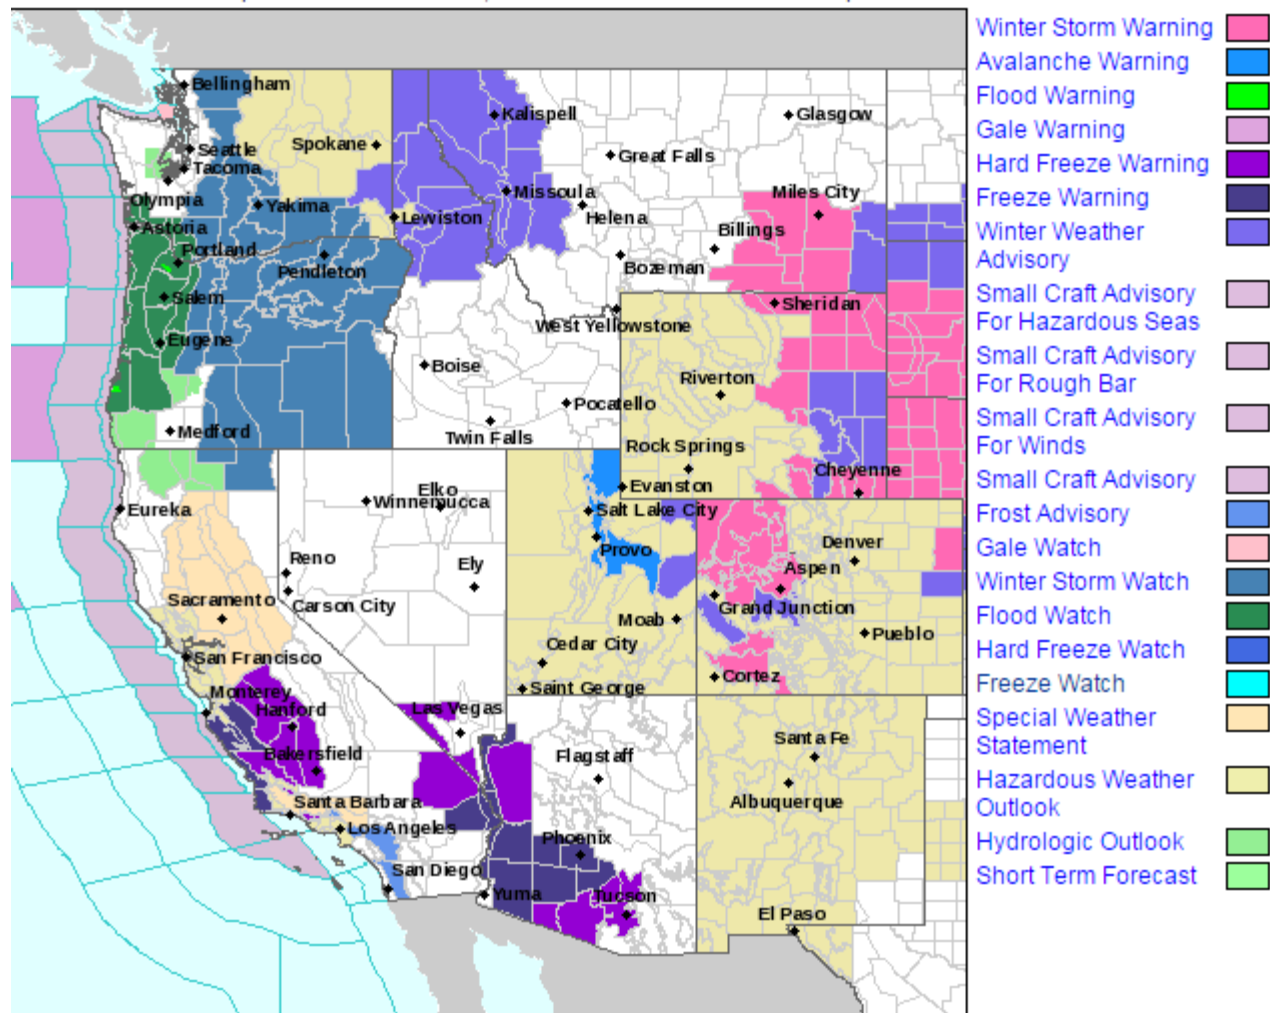 Bellingham
Kalispell
Glasgow
Spokane
Seattle
Great Falls
Tacoma
Olympia
Yakima
Missoula
Miles City
Lewiston
Helena
Astoria
Billings
Portland
Pendleton
Bozeman
Salem
Sheridan
West Yellowstone
Eugene
Boise
Riverton
Pocatello
Medford
Twin Falls
Rock Springs
Cheyenne
Elko
Evanston
Winnemucca
Eureka
Salt Lake City
Provo
Denver
Reno
Ely
Aspen
Sacramento
Carson City
Grand Junction
Moab
Pueblo
Cedar City
San Francisco
Cortez
Saint George
Monterey
Hanford
Las Vegas
Santa Fe
Bakersfield
Flagstaff
Albuquerque
Santa Barbara
Los Angeles
Phoenix
San Diego
Yuma
Tucson
El Paso
Winter Storm Warning
Avalanche Warning
Flood Warning
Gale Warning
Hard Freeze Warning
Freeze Warning
Winter Weather
Advisory
Small Craft Advisory
For Hazardous Seas
Small Craft Advisory
For Rough Bar
Small Craft Advisory
For Winds
Small Craft Advisory
Frost Advisory
Gale Watch
Winter Storm Watch
Flood Watch
Hard Freeze Watch
Freeze Watch
Special Weather
Statement
Hazardous Weather
Outlook
Hydrologic Outlook
Short Term Forecast